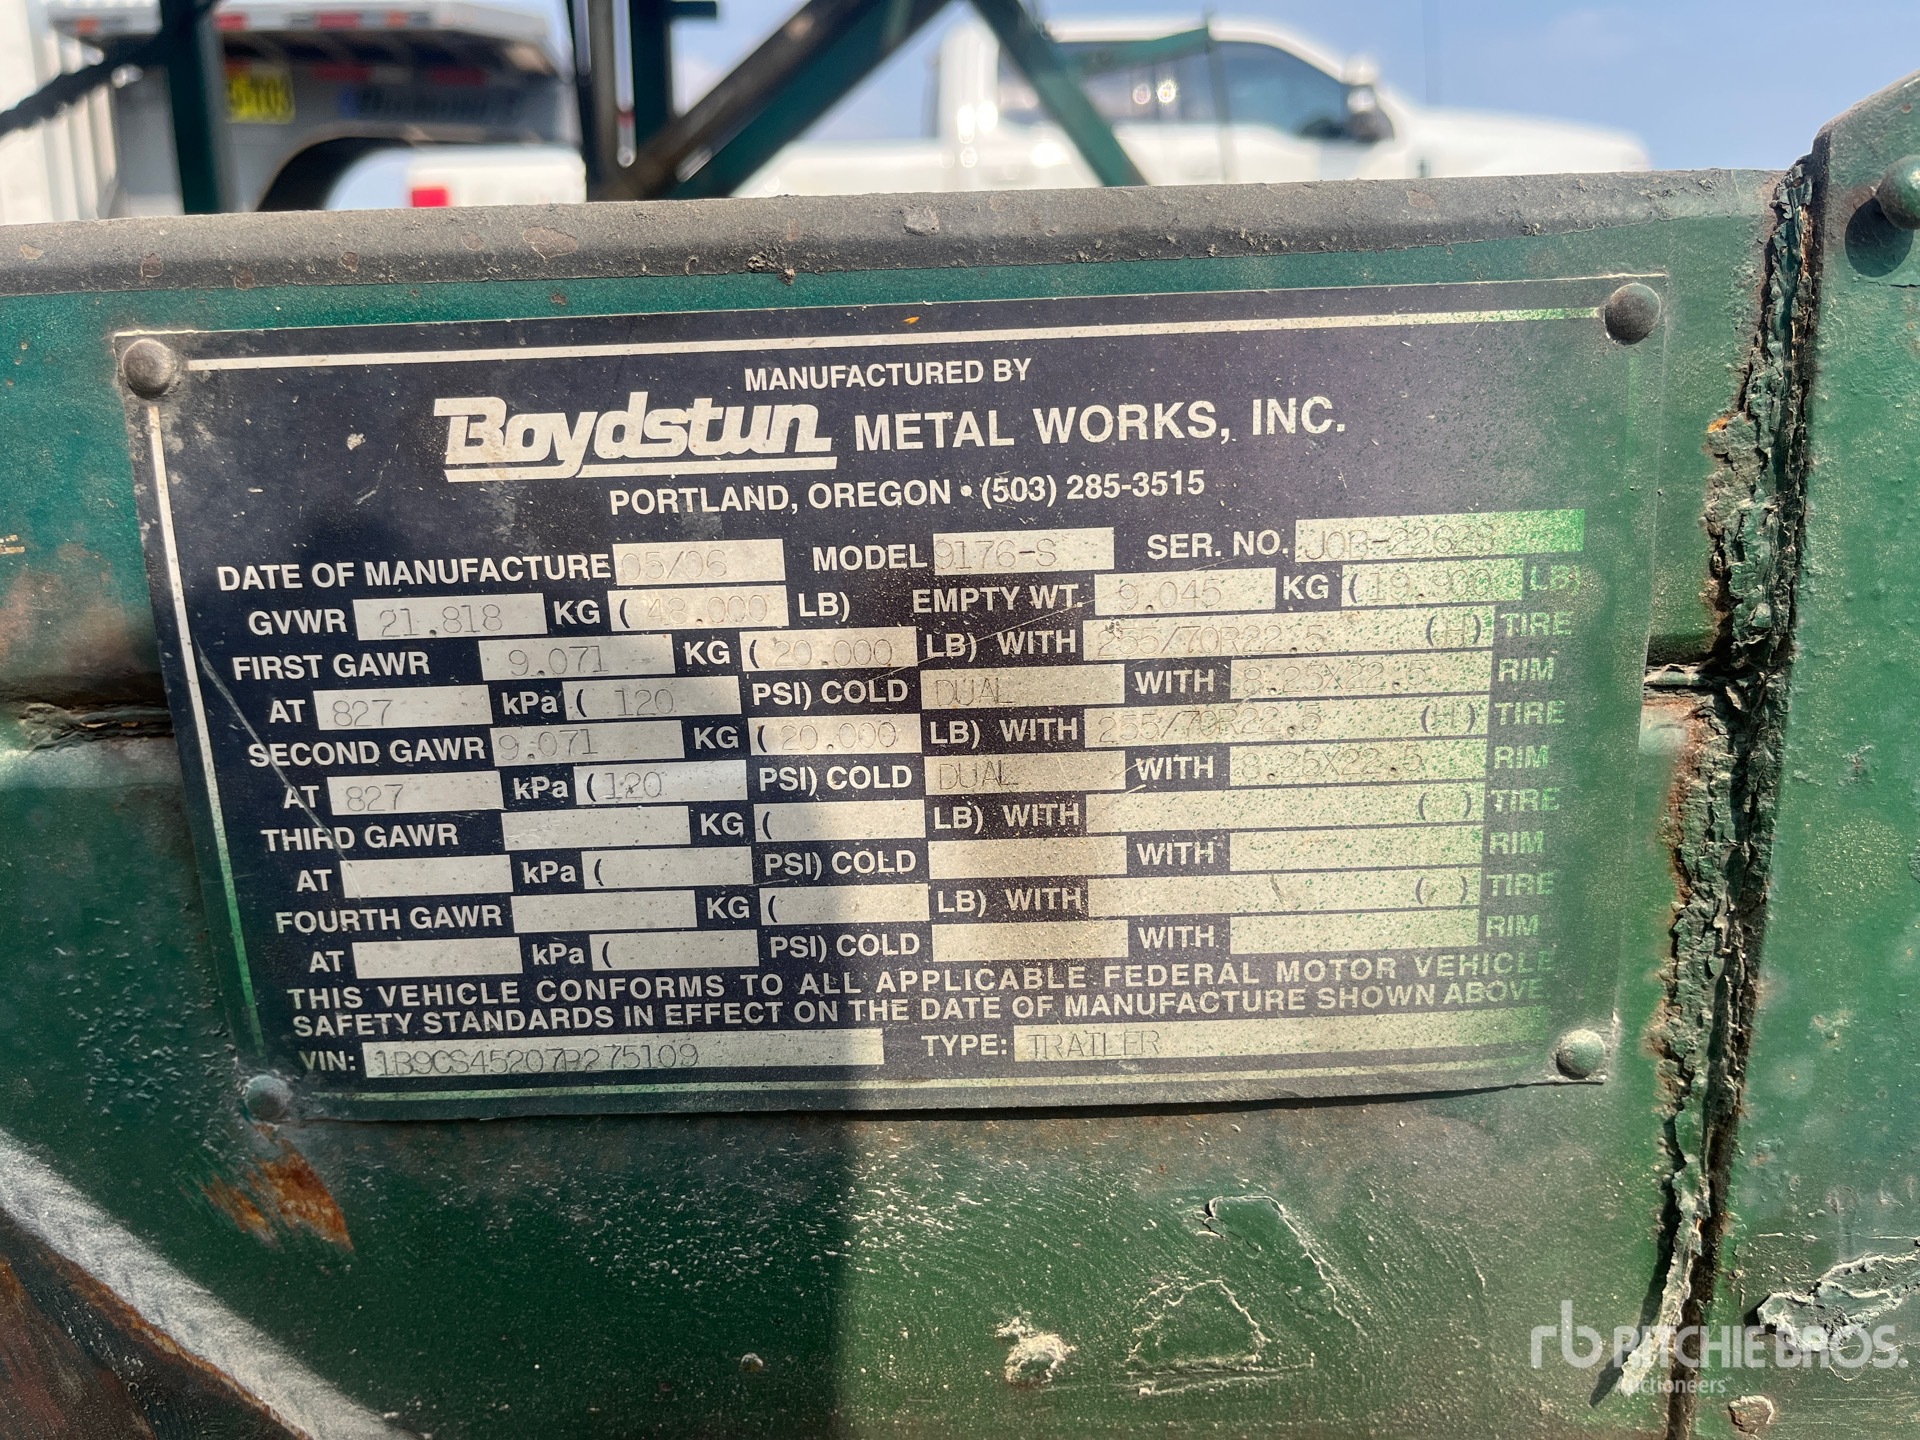 MANUFACTURED BY
Boydstun METAL WORKS, INC.
PORTLAND, OREGON • (503) 285-3515
DATE OF MANUFACTURE 05/06 MODEL 9176-S SER. NO.
GVWR 21.818 KG (48.000 LB) EMPTY WT. 9.045 KG (19.900 LB)
FIRST GAWR 9.071 KG (20.000 LB) WITH 255/70R22.5 (H) TIRE
AT 827 kPa (120 PSI) COLD DUAL WITH 8.25X22.5 RIM
SECOND GAWR 9.071 KG (20.000 LB) WITH 255/70R22.5 (H) TIRE
AT 827 kPa (120 PSI) COLD DUAL WITH 8.25X22.5 RIM
THIRD GAWR KG ( LB) WITH ( ) TIRE
AT kPa ( PSI) COLD WITH RIM
FOURTH GAWR KG ( LB) WITH ( ) TIRE
AT kPa ( PSI) COLD WITH RIM
THIS VEHICLE CONFORMS TO ALL APPLICABLE FEDERAL MOTOR VEHICLE
SAFETY STANDARDS IN EFFECT ON THE DATE OF MANUFACTURE SHOWN ABOVE
VIN: 1B9CS45207B275109 TYPE: TRAILER
rb RITCHIE BROS.
Auctioneers